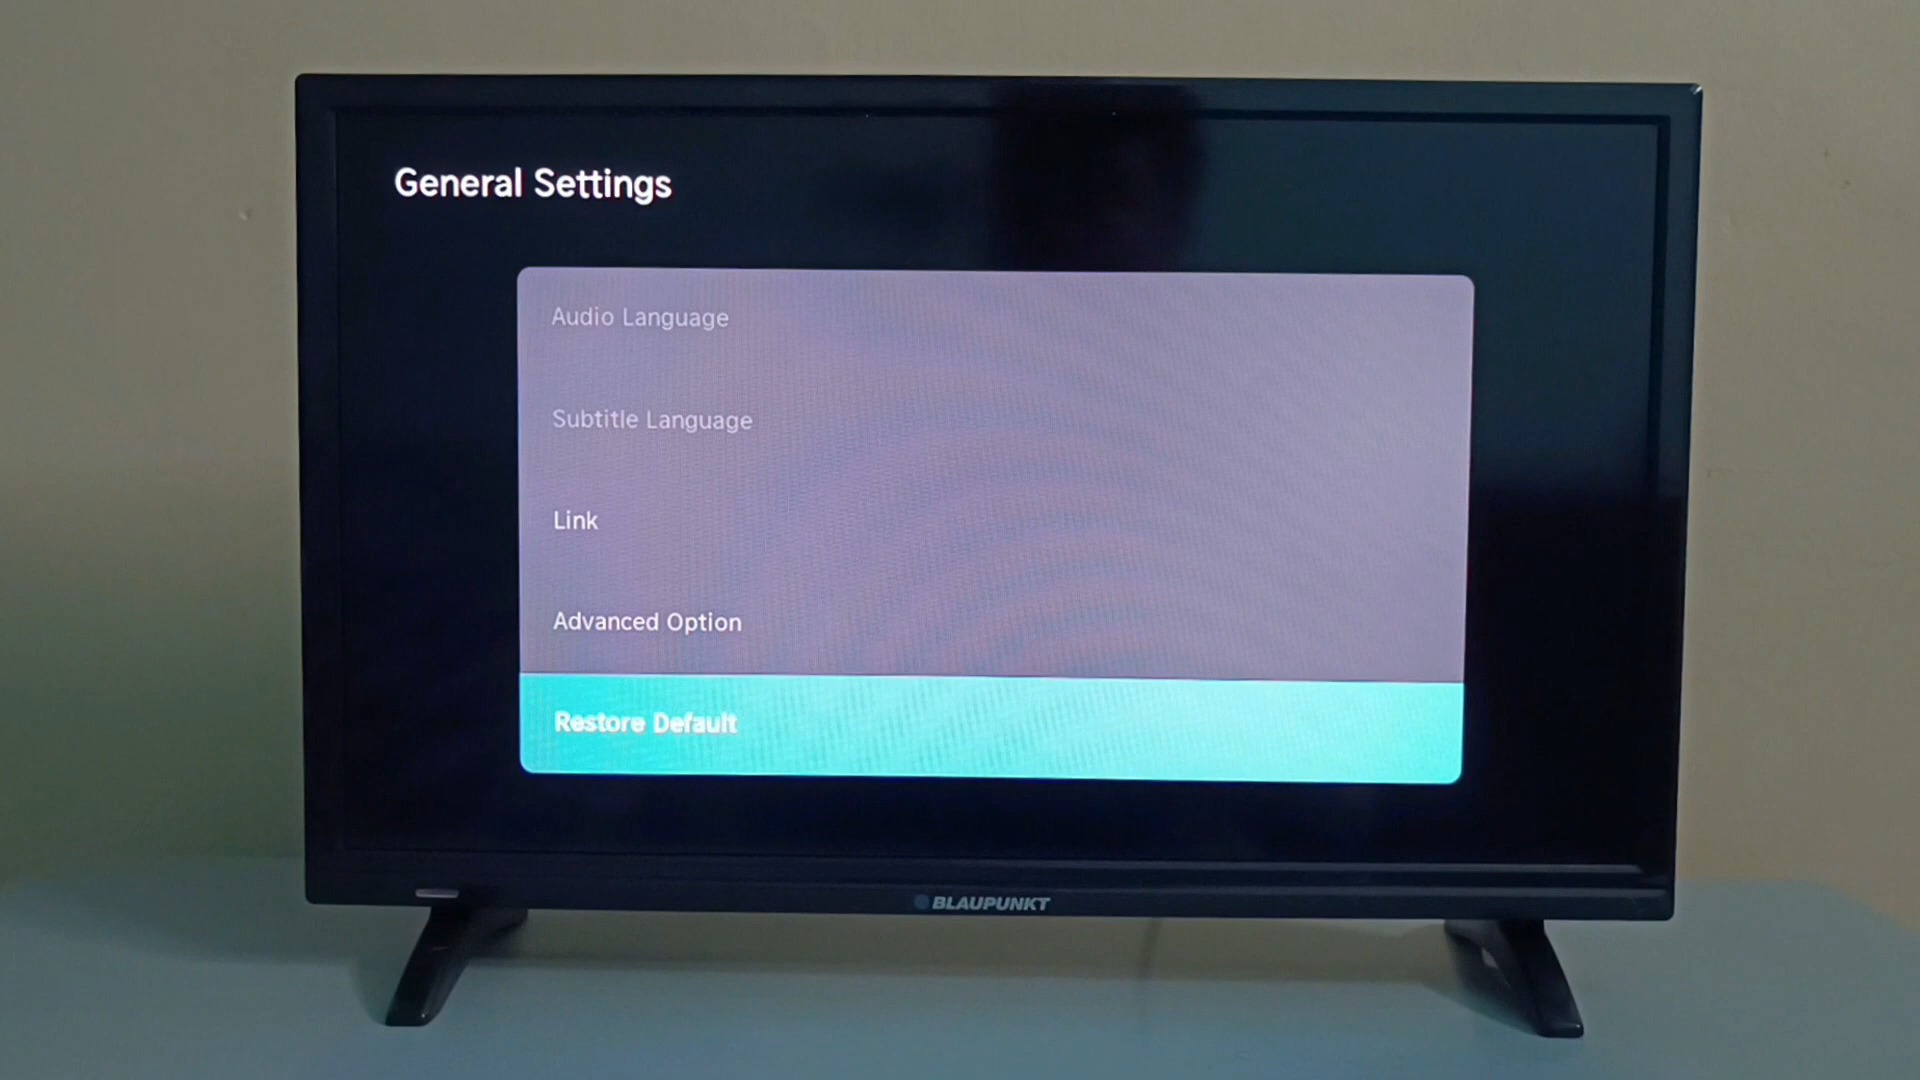 General Settings
Audio Language
Subtitle Language
Link
Advanced Option
Restore Default
BLAUPUNKT